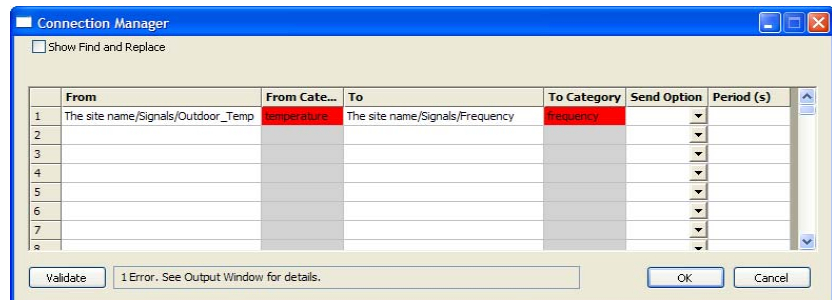 Connection Manager
Show Find and Replace
From From Cate... To To Category Send Option Period (s)
1 The site name/Signals/Outdoor_Temp temperature The site name/Signals/Frequency frequency
2
3
4
5
6
7
8
Validate 1 Error. See Output Window for details. OK Cancel